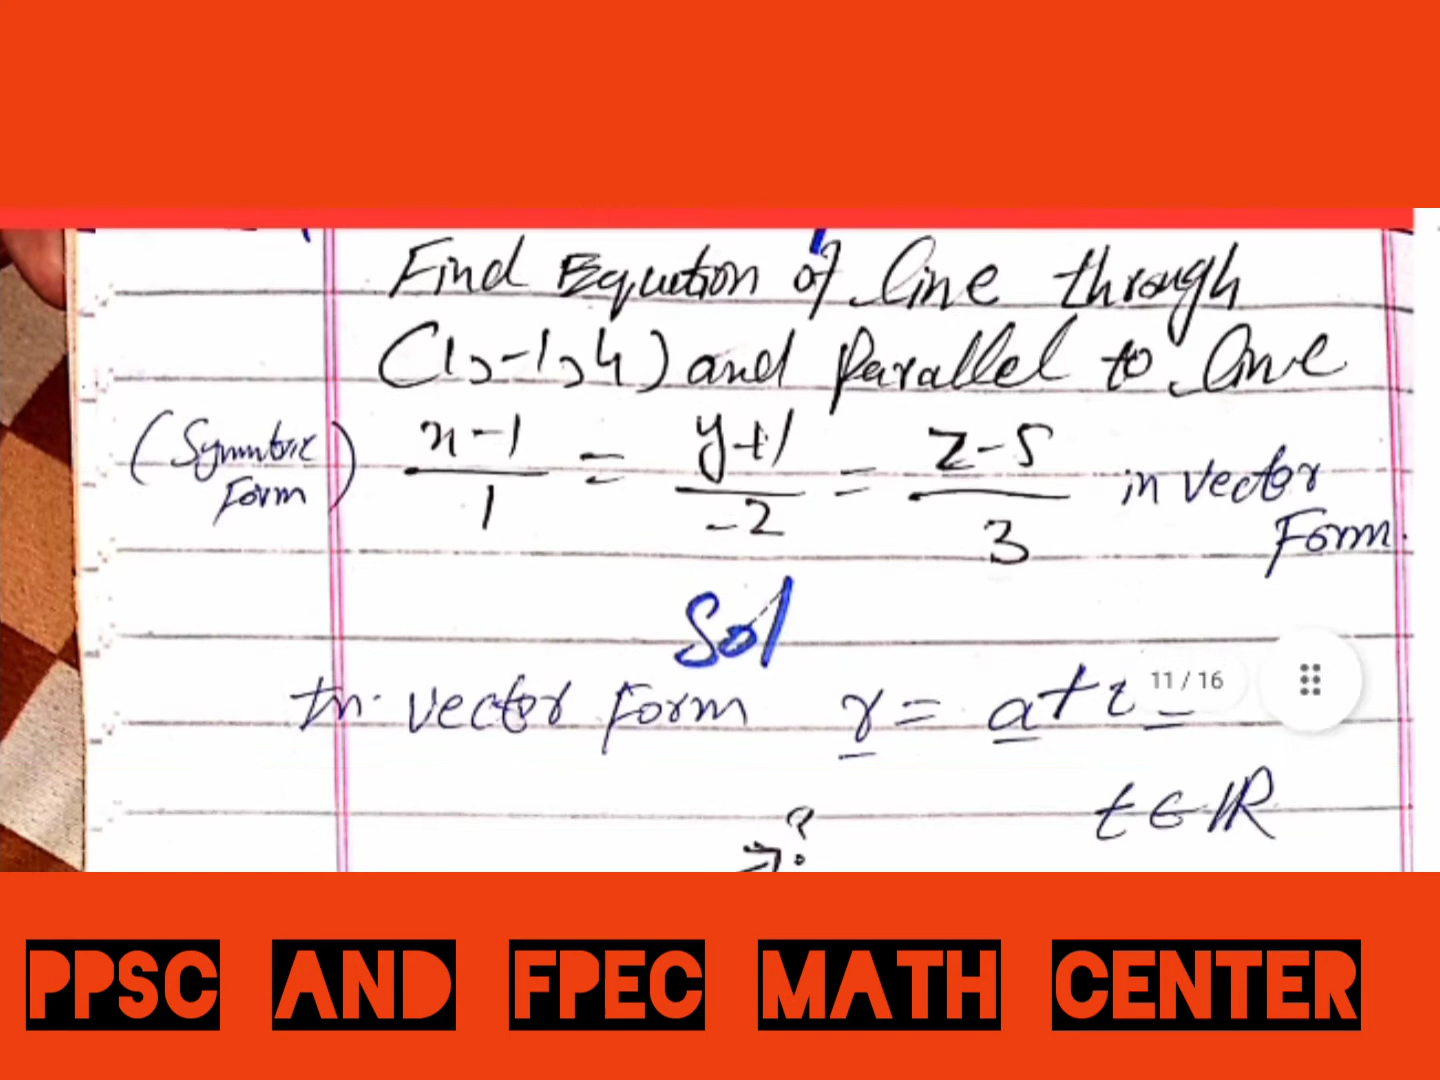 Find Equation of line through
(1, -1, 4) and parallel to line
(Symmetric Form) x-1/1 = y+1/-2 = z-5/3 in vector Form.
Sol
In vector Form r = a + t
11 / 16
t ∈ IR
?
PPSC AND FPEC MATH CENTER